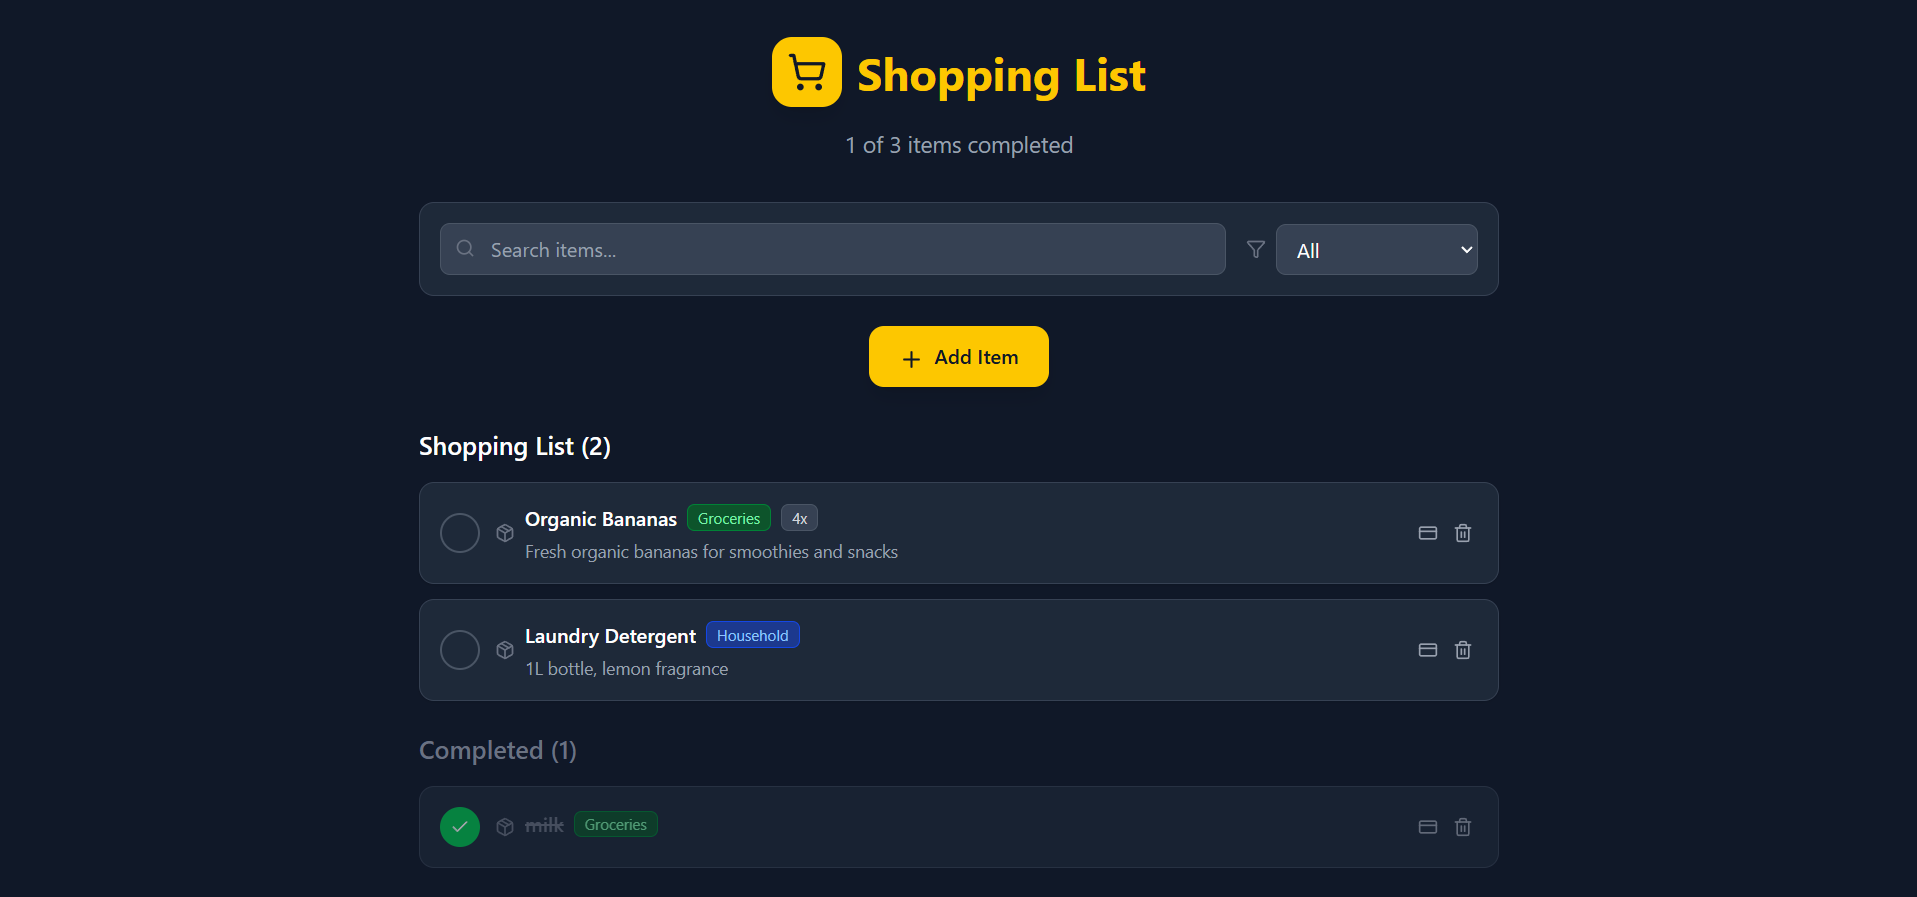 Shopping List
1 of 3 items completed
Search items...
All
Add Item
Shopping List (2)
Organic Bananas Groceries 4x
Fresh organic bananas for smoothies and snacks
Laundry Detergent Household
1L bottle, lemon fragrance
Completed (1)
milk Groceries